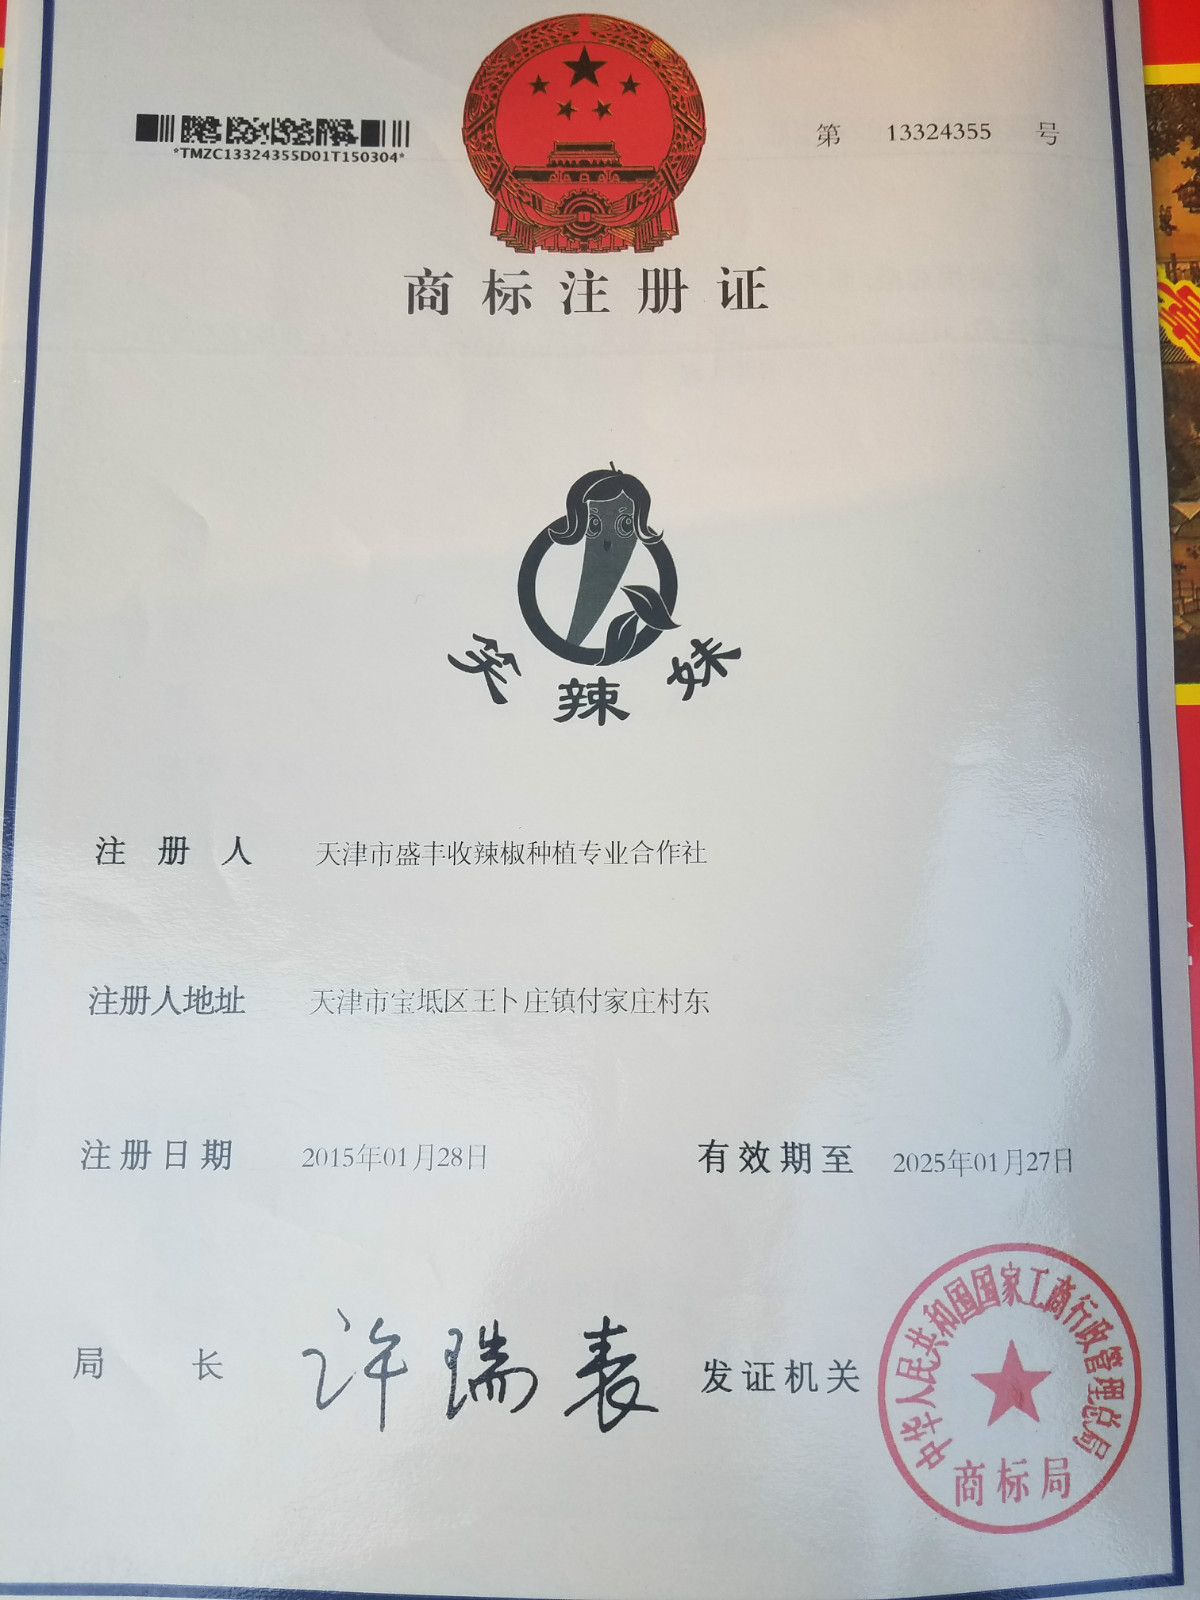 *TMZC13324355D01T150304*
第 13324355 号
商标注册证
笑辣妹
注册人 天津市盛丰收辣椒种植专业合作社
注册人地址 天津市宝坻区王卜庄镇付家庄村东
注册日期 2015年01月28日 有效期至 2025年01月27日
局长 许瑞表 发证机关
中华人民共和国国家工商行政管理总局
商标局